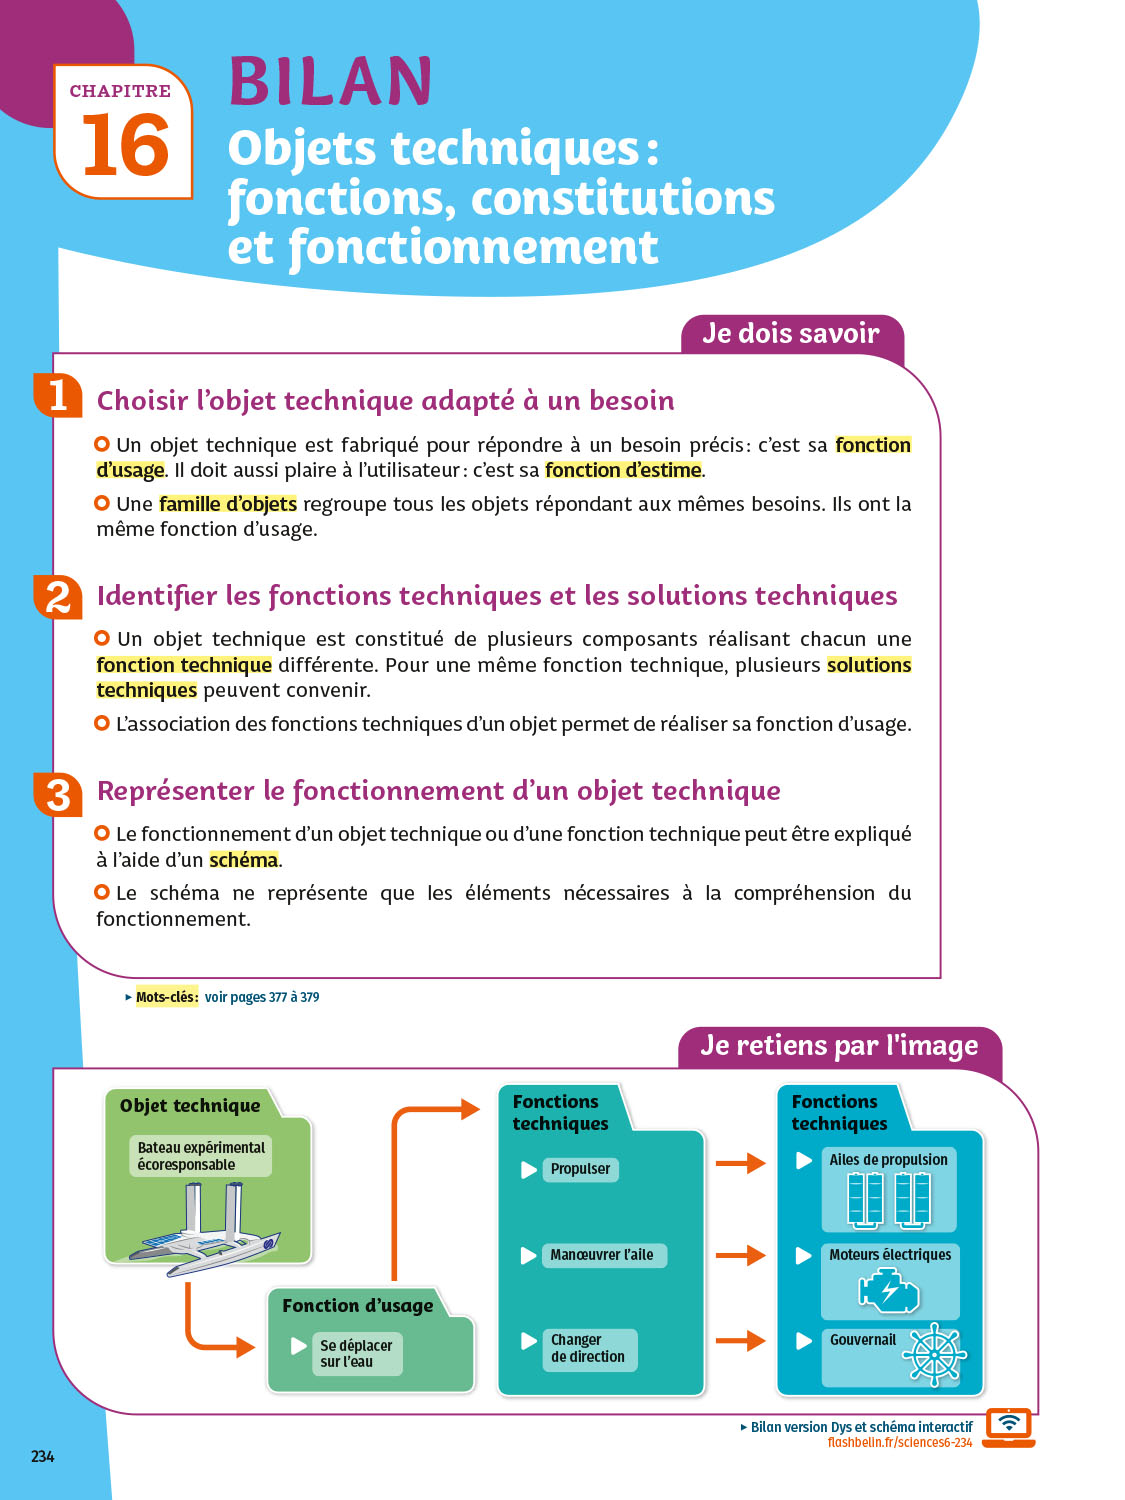 CHAPITRE
16
BILAN
Objets techniques :
fonctions, constitutions
et fonctionnement
Je dois savoir
1
Choisir l’objet technique adapté à un besoin
Un objet technique est fabriqué pour répondre à un besoin précis : c’est sa fonction
d’usage. Il doit aussi plaire à l’utilisateur : c’est sa fonction d’estime.
Une famille d’objets regroupe tous les objets répondant aux mêmes besoins. Ils ont la
même fonction d’usage.
2
Identifier les fonctions techniques et les solutions techniques
Un objet technique est constitué de plusieurs composants réalisant chacun une
fonction technique différente. Pour une même fonction technique, plusieurs solutions
techniques peuvent convenir.
L’association des fonctions techniques d’un objet permet de réaliser sa fonction d’usage.
3
Représenter le fonctionnement d’un objet technique
Le fonctionnement d’un objet technique ou d’une fonction technique peut être expliqué
à l’aide d’un schéma.
Le schéma ne représente que les éléments nécessaires à la compréhension du
fonctionnement.
▸ Mots-clés : voir pages 377 à 379
Je retiens par l'image
Objet technique
Bateau expérimental
écoresponsable
Fonction d’usage
Se déplacer
sur l’eau
Fonctions
techniques
Propulser
Manœuvrer l’aile
Changer
de direction
Fonctions
techniques
Ailes de propulsion
Moteurs électriques
Gouvernail
▸ Bilan version Dys et schéma interactif
flashbelin.fr/sciences6-234
234